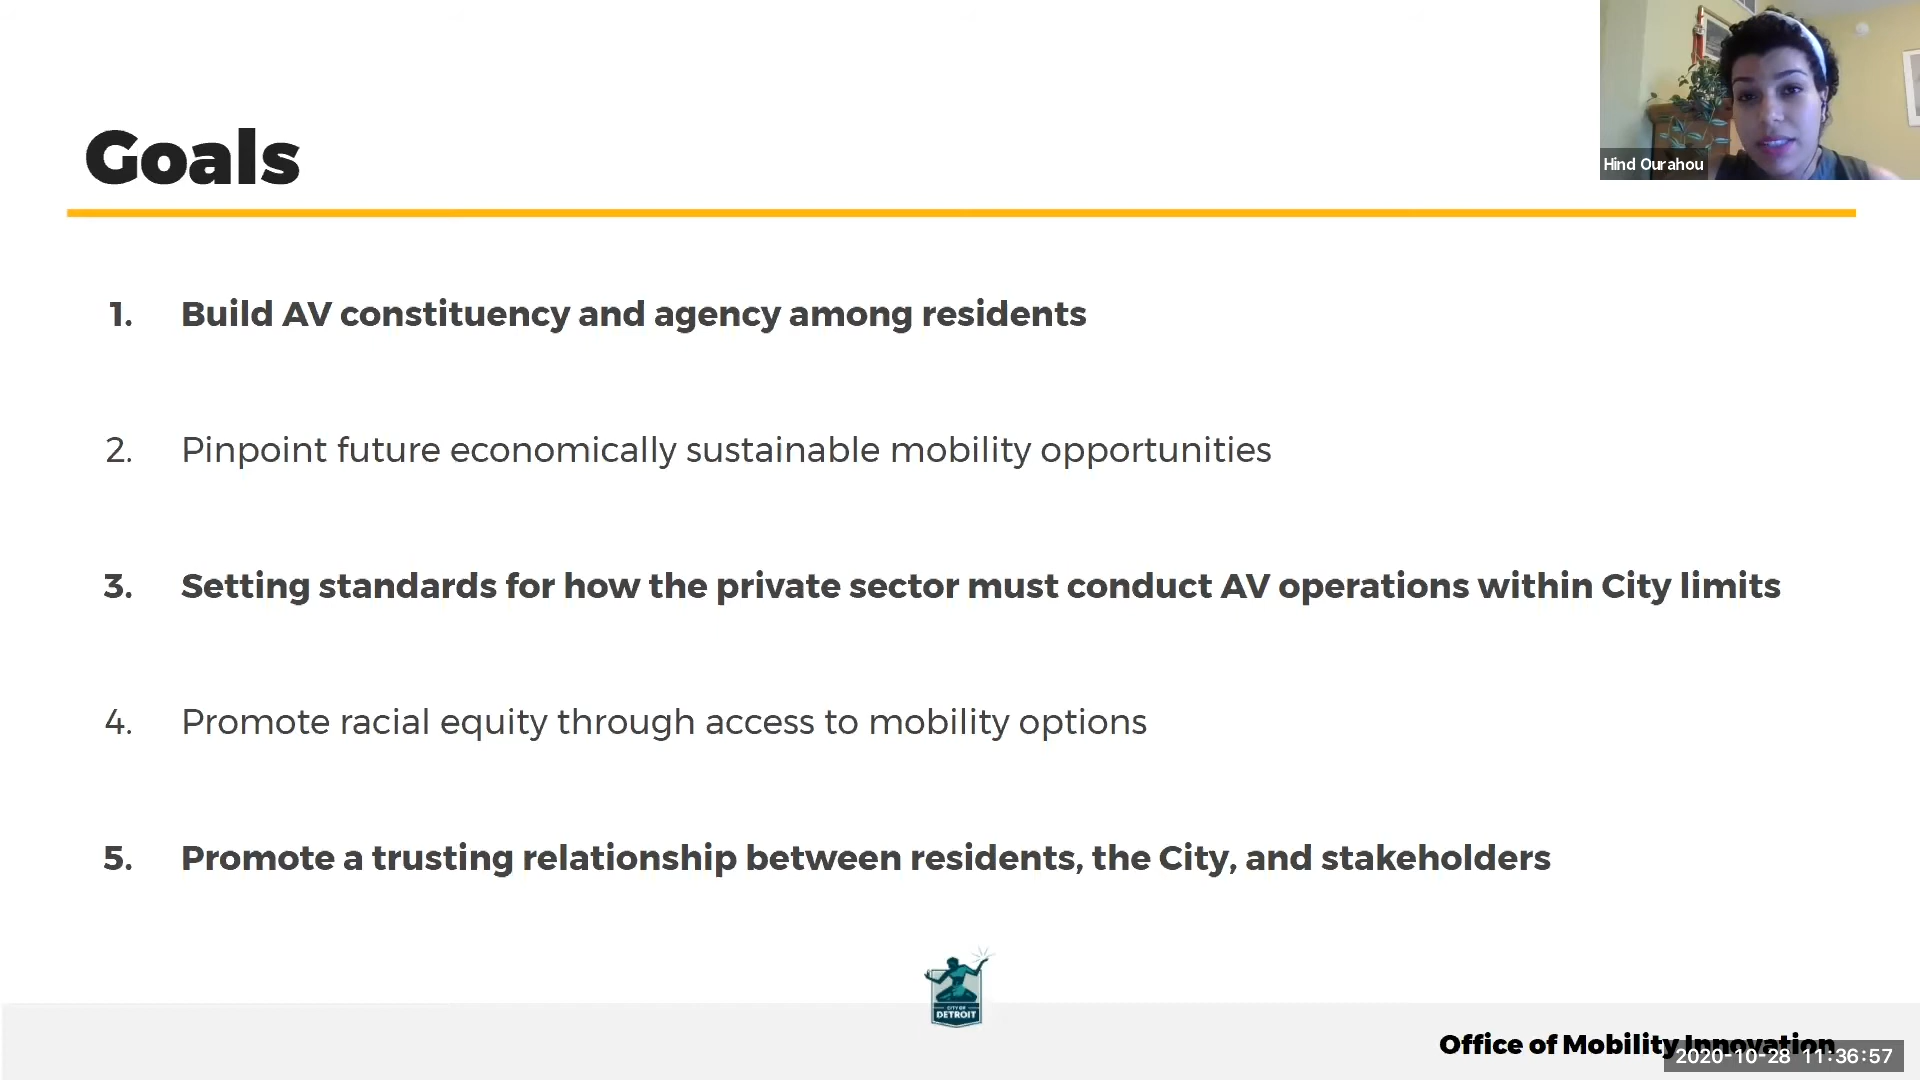 Goals
Hind Ourahou
1. Build AV constituency and agency among residents
2. Pinpoint future economically sustainable mobility opportunities
3. Setting standards for how the private sector must conduct AV operations within City limits
4. Promote racial equity through access to mobility options
5. Promote a trusting relationship between residents, the City, and stakeholders
CITY OF
DETROIT
Office of Mobility Innovation
2020-10-28 11:36:57